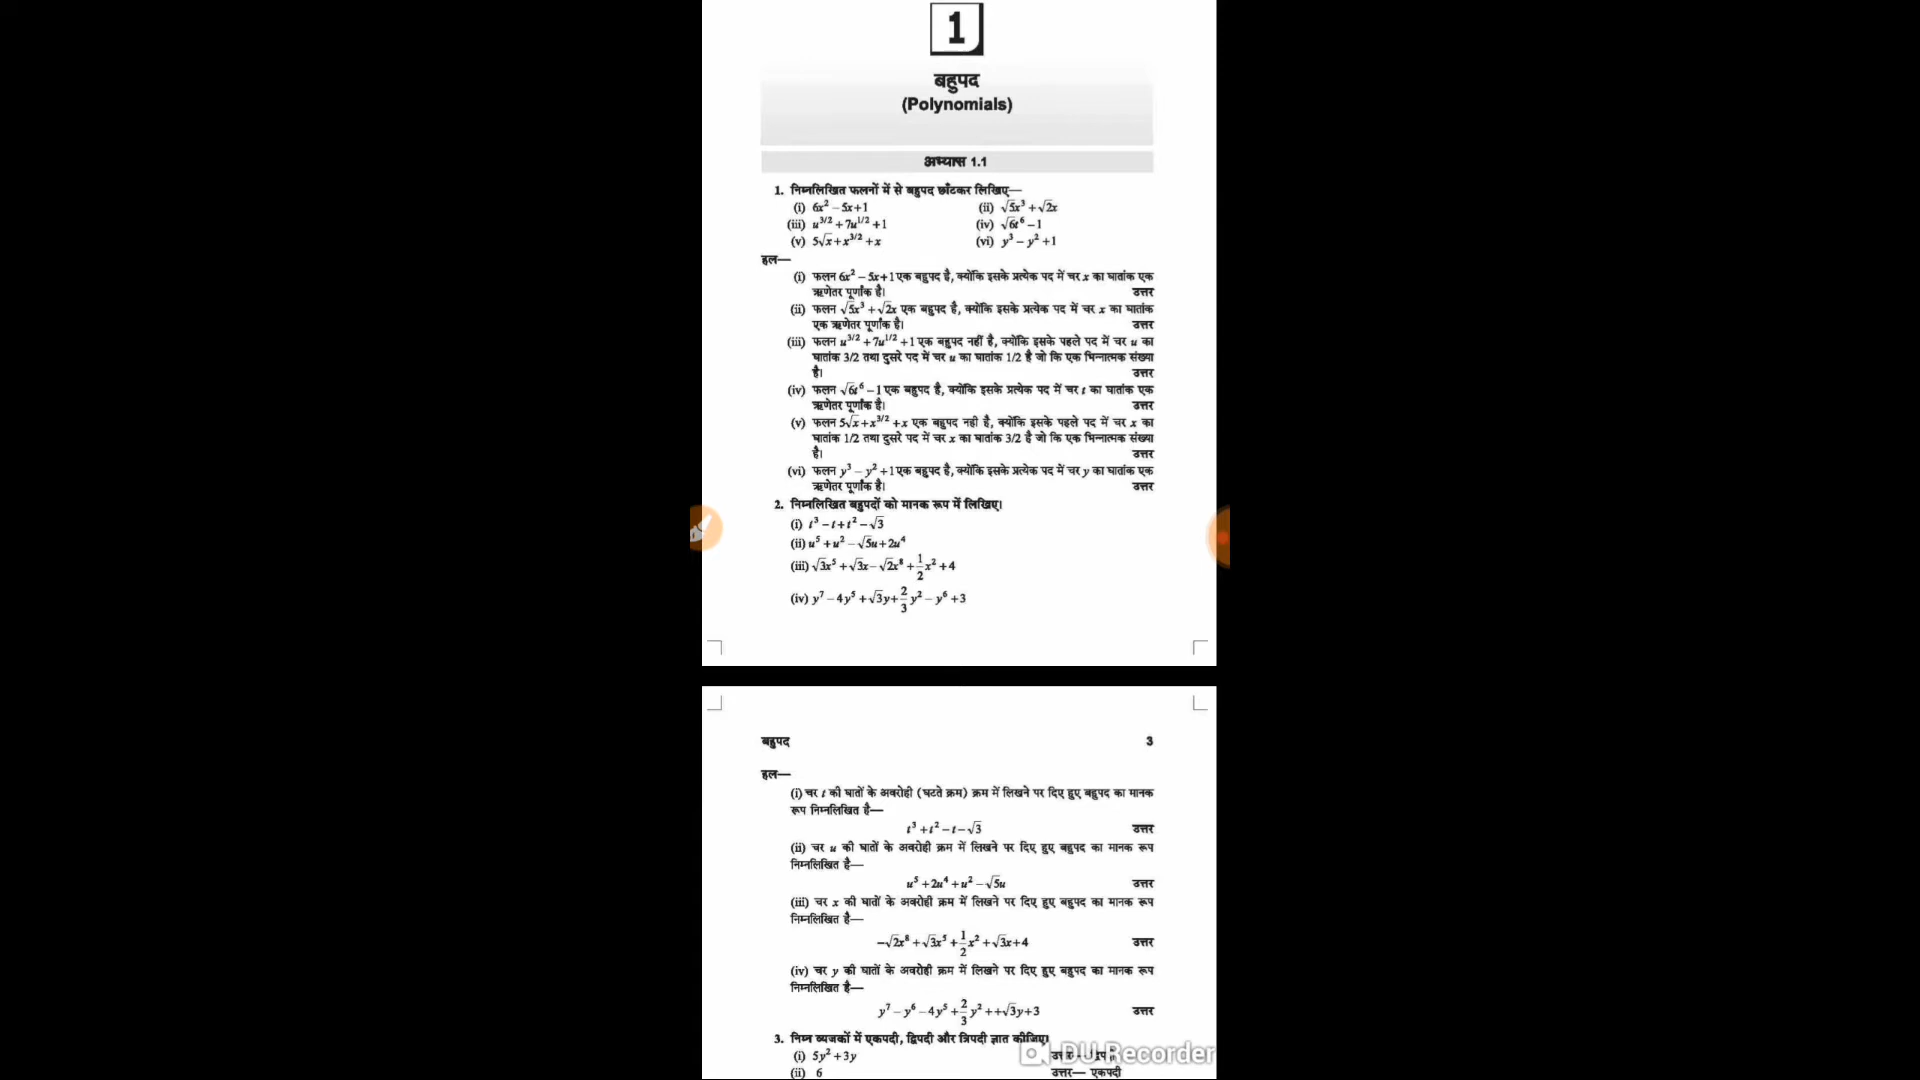 1
बहुपद
(Polynomials)
अभ्यास 1.1
1. निम्नलिखित फलनों में से बहुपद छाँटकर लिखिए—
(i) 6x² – 5x+1 (ii) √5x³ + √2x
(iii) u^3/2 + 7u^1/2 + 1 (iv) √6t⁶ – 1
(v) 5√x + x^3/2 + x (vi) y³ – y² + 1
हल—
(i) फलन 6x² – 5x+1 एक बहुपद है, क्योंकि इसके प्रत्येक पद में चर x का घातांक एक
ऋणेतर पूर्णांक है। उत्तर
(ii) फलन √5x³ + √2x एक बहुपद है, क्योंकि इसके प्रत्येक पद में चर x का घातांक
एक ऋणेतर पूर्णांक है। उत्तर
(iii) फलन u^3/2 + 7u^1/2 + 1 एक बहुपद नहीं है, क्योंकि इसके पहले पद में चर u का
घातांक 3/2 तथा दुसरे पद में चर u का घातांक 1/2 है जो कि एक भिन्नात्मक संख्या
है। उत्तर
(iv) फलन √6t⁶ – 1 एक बहुपद है, क्योंकि इसके प्रत्येक पद में चर t का घातांक एक
ऋणेतर पूर्णांक है। उत्तर
(v) फलन 5√x + x^3/2 + x एक बहुपद नही है, क्योंकि इसके पहले पद में चर x का
घातांक 1/2 तथा दुसरे पद में चर x का घातांक 3/2 है जो कि एक भिन्नात्मक संख्या
है। उत्तर
(vi) फलन y³ – y² + 1 एक बहुपद है, क्योंकि इसके प्रत्येक पद में चर y का घातांक एक
ऋणेतर पूर्णांक है। उत्तर
2. निम्नलिखित बहुपदों को मानक रूप में लिखिए।
(i) t³ – t + t² – √3
(ii) u⁵ + u² – √5u + 2u⁴
(iii) √3x⁵ + √3x – √2x⁸ + 1/2 x² + 4
(iv) y⁷ – 4y⁵ + √3y + 2/3 y² – y⁶ + 3
बहुपद 3
हल—
(i) चर t की घातों के अवरोही (घटते क्रम) क्रम में लिखने पर दिए हुए बहुपद का मानक
रूप निम्नलिखित है—
t³ + t² – t – √3 उत्तर
(ii) चर u की घातों के अवरोही क्रम में लिखने पर दिए हुए बहुपद का मानक रूप
निम्नलिखित है—
u⁵ + 2u⁴ + u² – √5u उत्तर
(iii) चर x की घातों के अवरोही क्रम में लिखने पर दिए हुए बहुपद का मानक रूप
निम्नलिखित है—
–√2x⁸ + √3x⁵ + 1/2 x² + √3x + 4 उत्तर
(iv) चर y की घातों के अवरोही क्रम में लिखने पर दिए हुए बहुपद का मानक रूप
निम्नलिखित है—
y⁷ – y⁶ – 4y⁵ + 2/3 y² + +√3y + 3 उत्तर
3. निम्न व्यजकों में एकपदी, द्विपदी और त्रिपदी ज्ञात कीजिए।
(i) 5y² + 3y
(ii) 6 उत्तर— एकपदी
DU Recorder